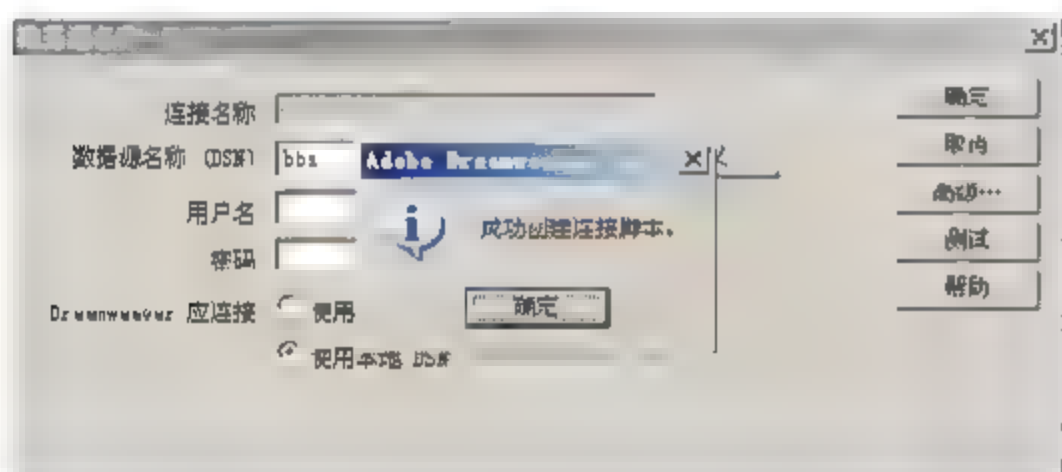 连接名称
数据源名称 (DSN) bbs
Adobe
成功创建连接脚本。
用户名
密码
Dreamweaver 应连接
使用
使用本地 DSN
确定
确定
取消
高级…
测试
帮助